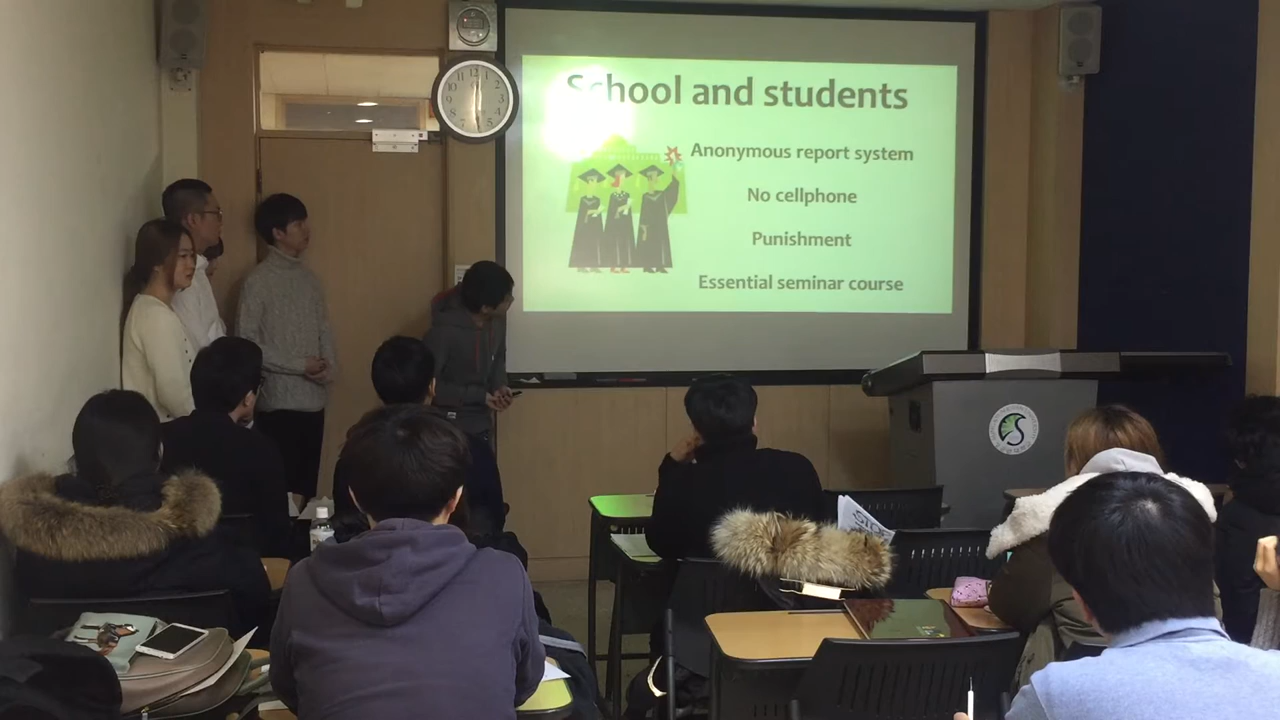 School and students
Anonymous report system
No cellphone
Punishment
Essential seminar course